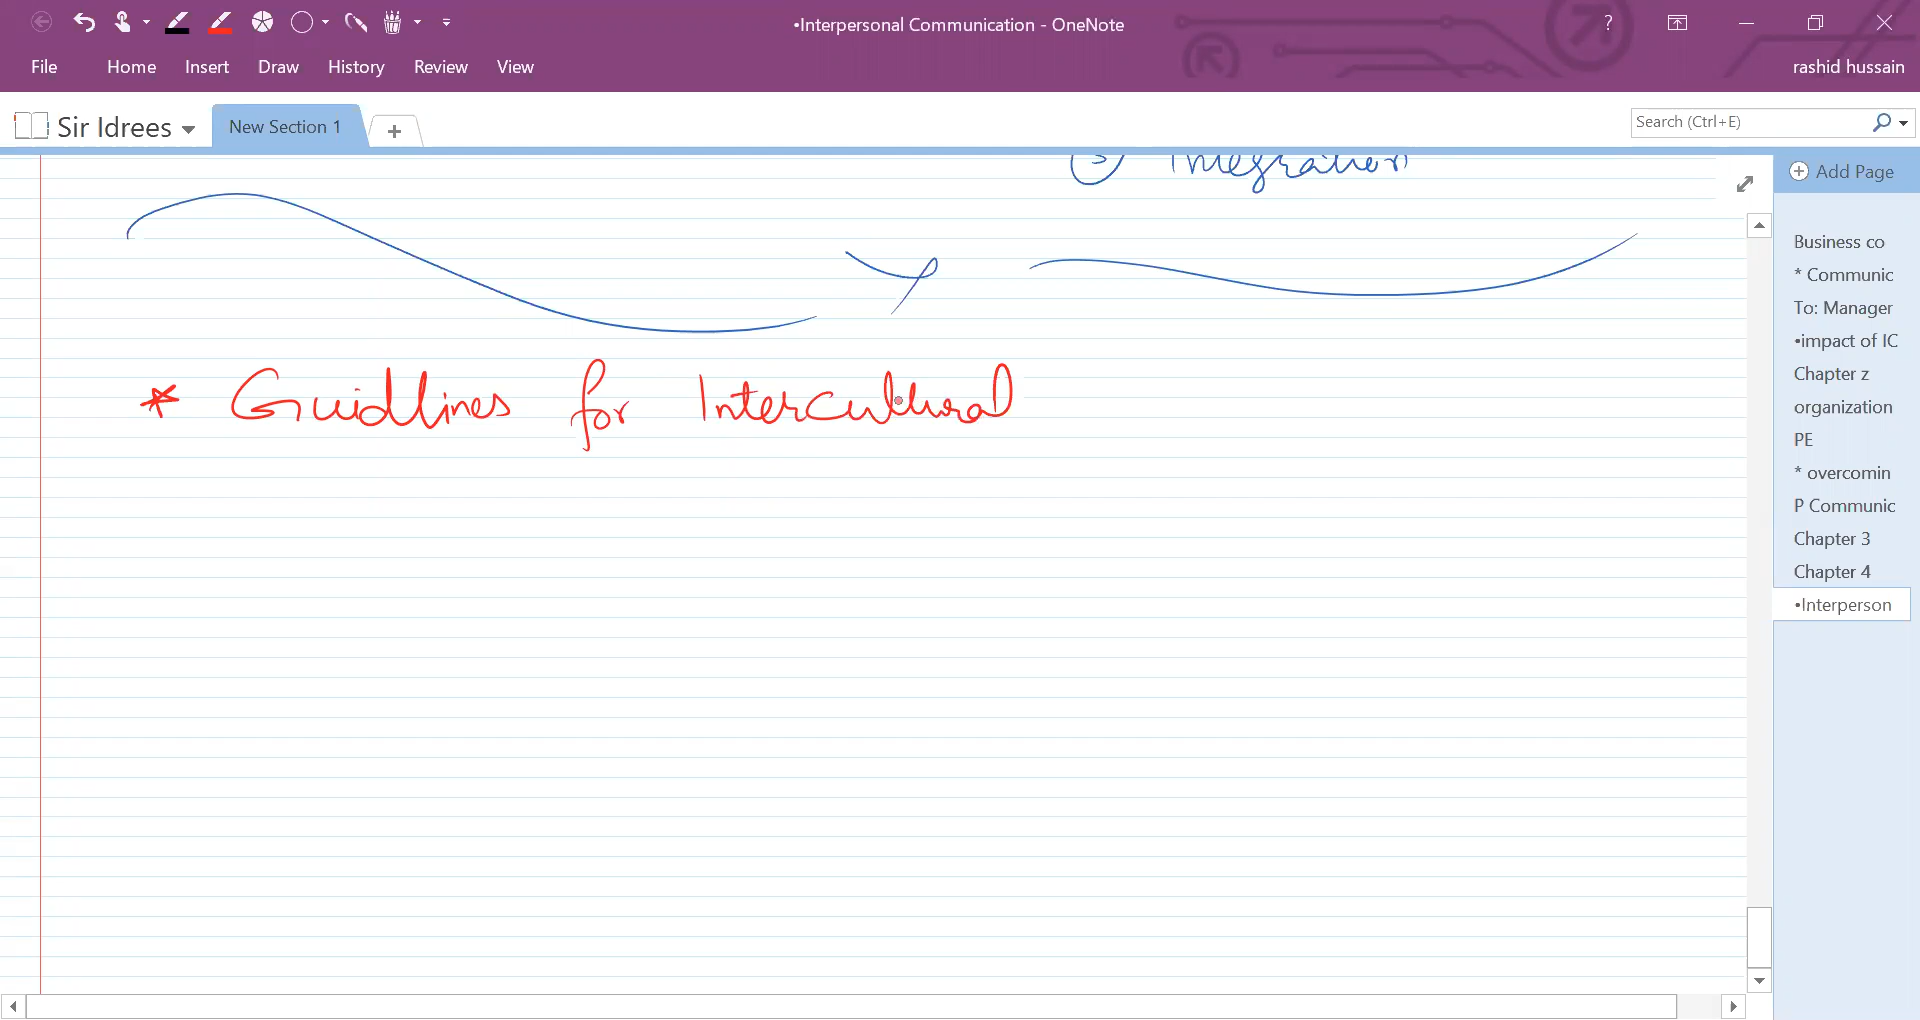 •Interpersonal Communication - OneNote
?
File Home Insert Draw History Review View
rashid hussain
Sir Idrees New Section 1 +
Search (Ctrl+E)
Add Page
③ Integration
Business co
* Communic
To: Manager
•impact of IC
Chapter z
organization
PE
* overcomin
P Communic
Chapter 3
Chapter 4
•Interperson
* Guidlines for Intercultural